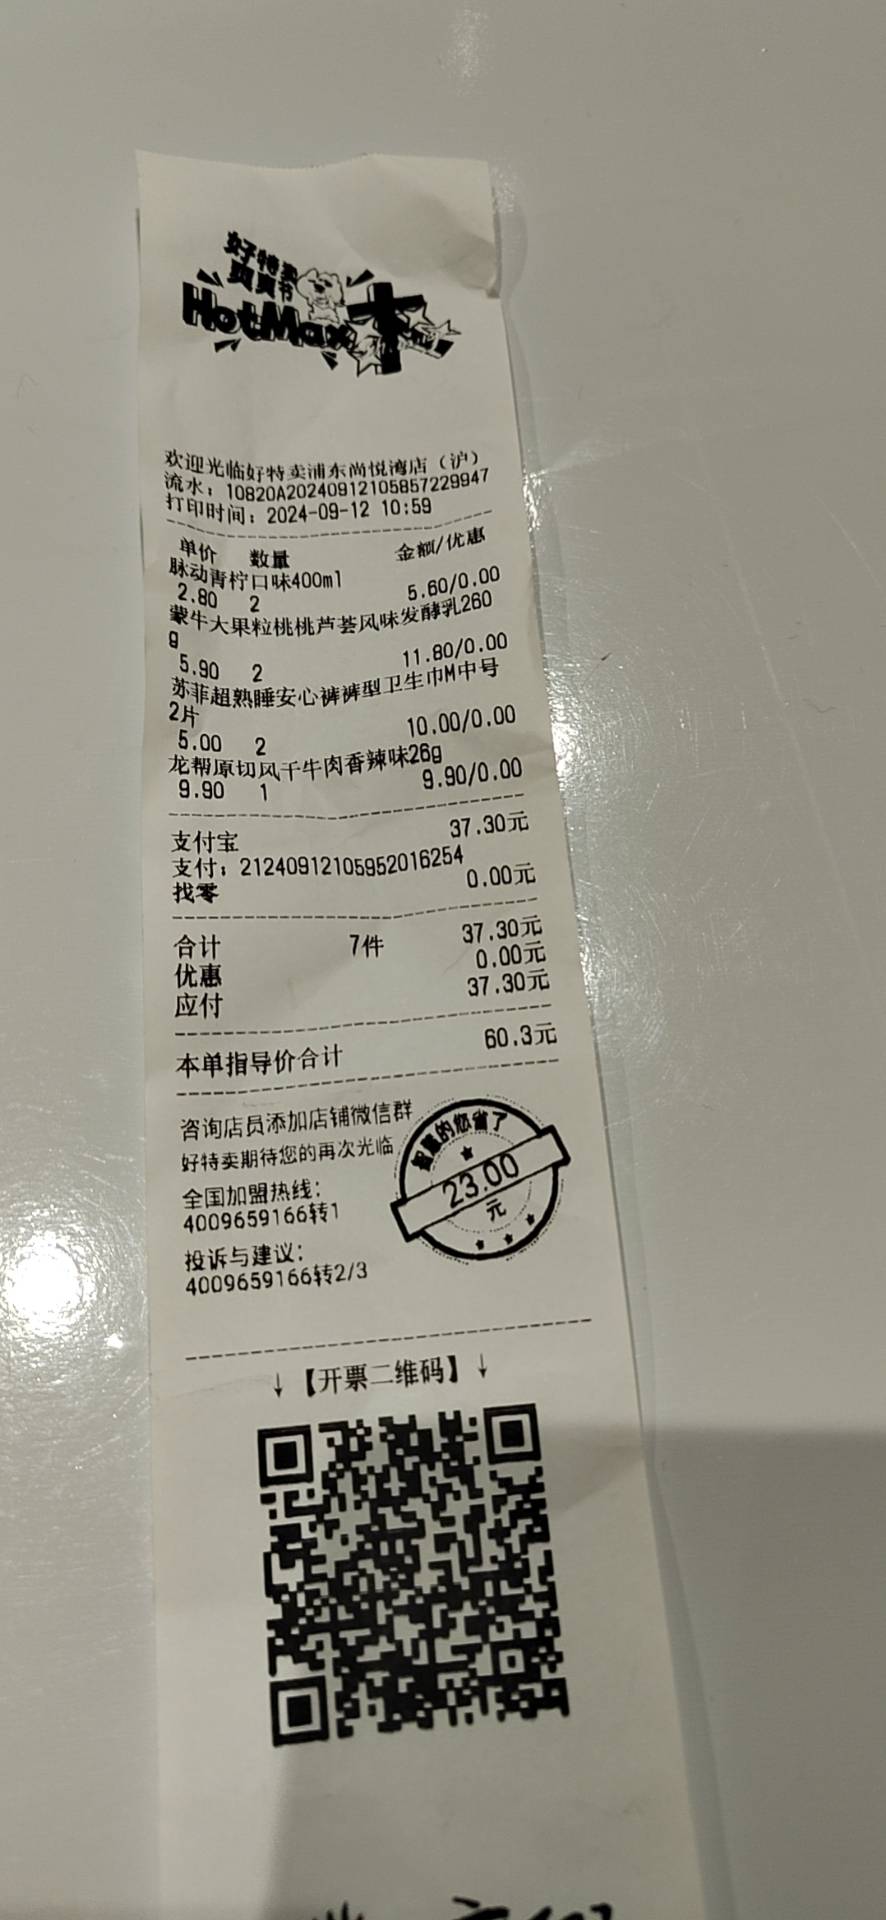 好特卖
爽爽节
HotMaxx
欢迎光临好特卖浦东尚悦湾店（沪）
流水：10820A20240912105857229947
打印时间：2024-09-12 10:59
单价 数量 金额/优惠
脉动青柠口味400ml
2.80 2 5.60/0.00
蒙牛大果粒桃桃芦荟风味发酵乳260
g
5.90 2 11.80/0.00
苏菲超熟睡安心裤裤型卫生巾M中号
2片
5.00 2 10.00/0.00
龙帮原切风干牛肉香辣味26g
9.90 1 9.90/0.00
支付宝 37.30元
支付：21240912105952016254
找零 0.00元
合计 7件 37.30元
优惠 0.00元
应付 37.30元
本单指导价合计 60.3元
咨询店员添加店铺微信群
好特卖期待您的再次光临
全国加盟热线：
4009659166转1
投诉与建议：
4009659166转2/3
智慧的您省了
23.00
元
↓【开票二维码】↓